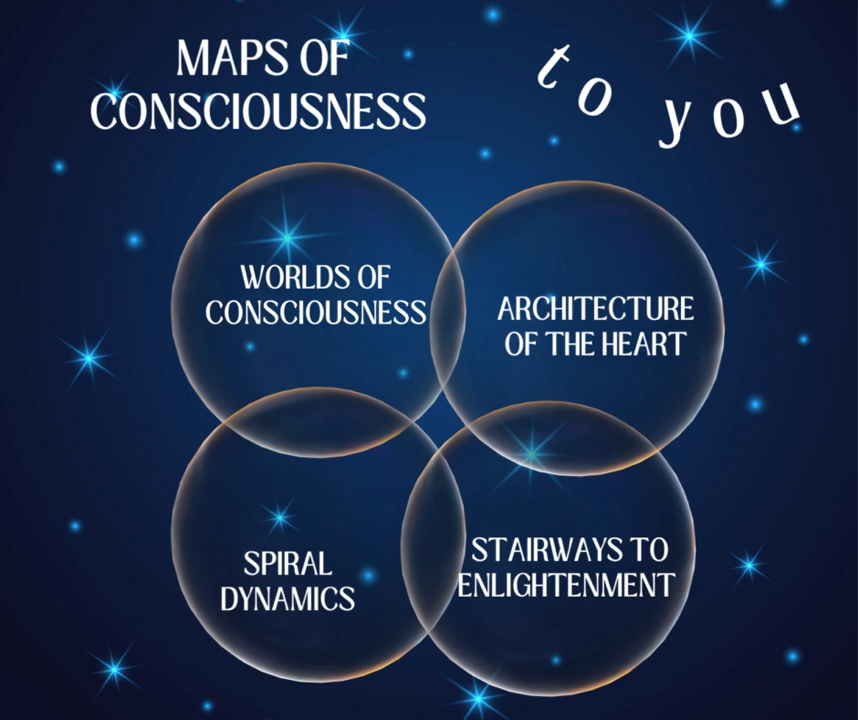 MAPS OF
CONSCIOUSNESS
to you
WORLDS OF
CONSCIOUSNESS
ARCHITECTURE
OF THE HEART
SPIRAL
DYNAMICS
STAIRWAYS TO
ENLIGHTENMENT